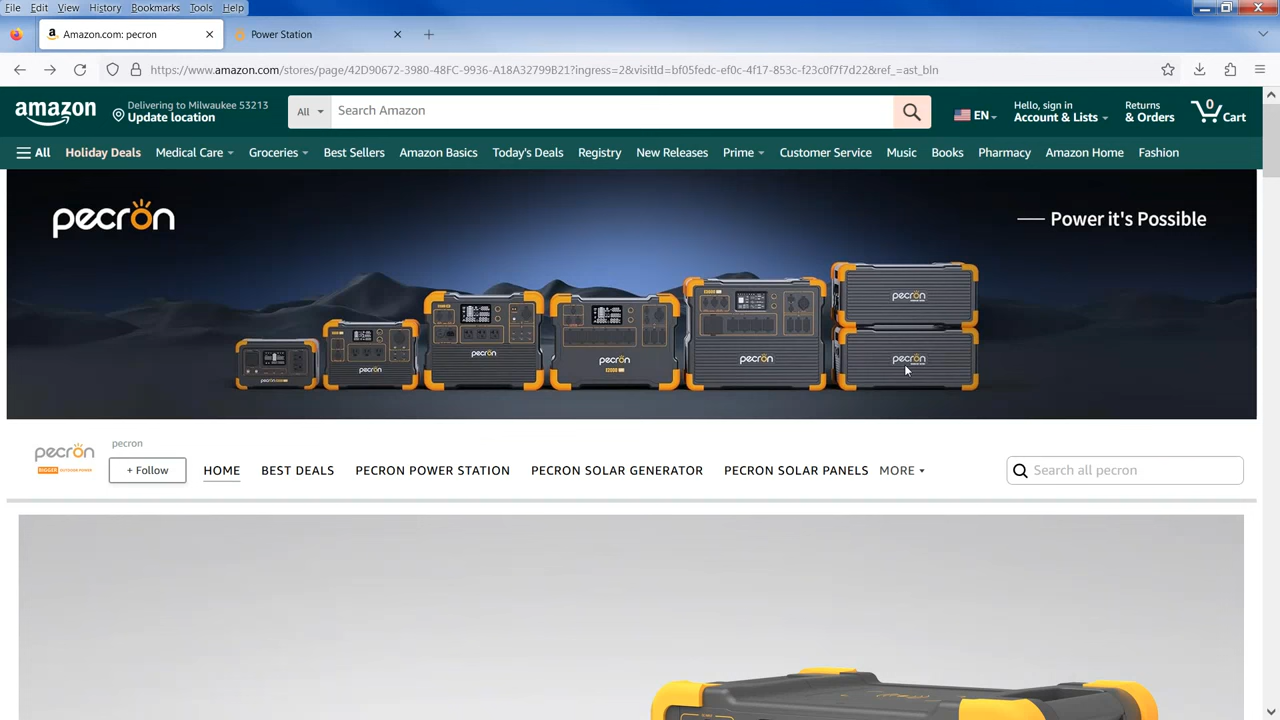 File Edit View History Bookmarks Tools Help
Amazon.com: pecron
Power Station
https://www.amazon.com/stores/page/42D90672-3980-48FC-9936-A18A32799B21?ingress=2&visitId=bf05fedc-ef0c-4f17-853c-f23c0f7f7d22&ref_=ast_bln
amazon
Delivering to Milwaukee 53213
Update location
All
Search Amazon
EN
Hello, sign in
Account & Lists
Returns
& Orders
0
Cart
All Holiday Deals Medical Care Groceries Best Sellers Amazon Basics Today's Deals Registry New Releases Prime Customer Service Music Books Pharmacy Amazon Home Fashion
pecron
Power it's Possible
pecron
pecron
pecron
pecron
pecron
pecron
pecron
pecron
pecron
+ Follow
HOME BEST DEALS PECRON POWER STATION PECRON SOLAR GENERATOR PECRON SOLAR PANELS MORE
Search all pecron